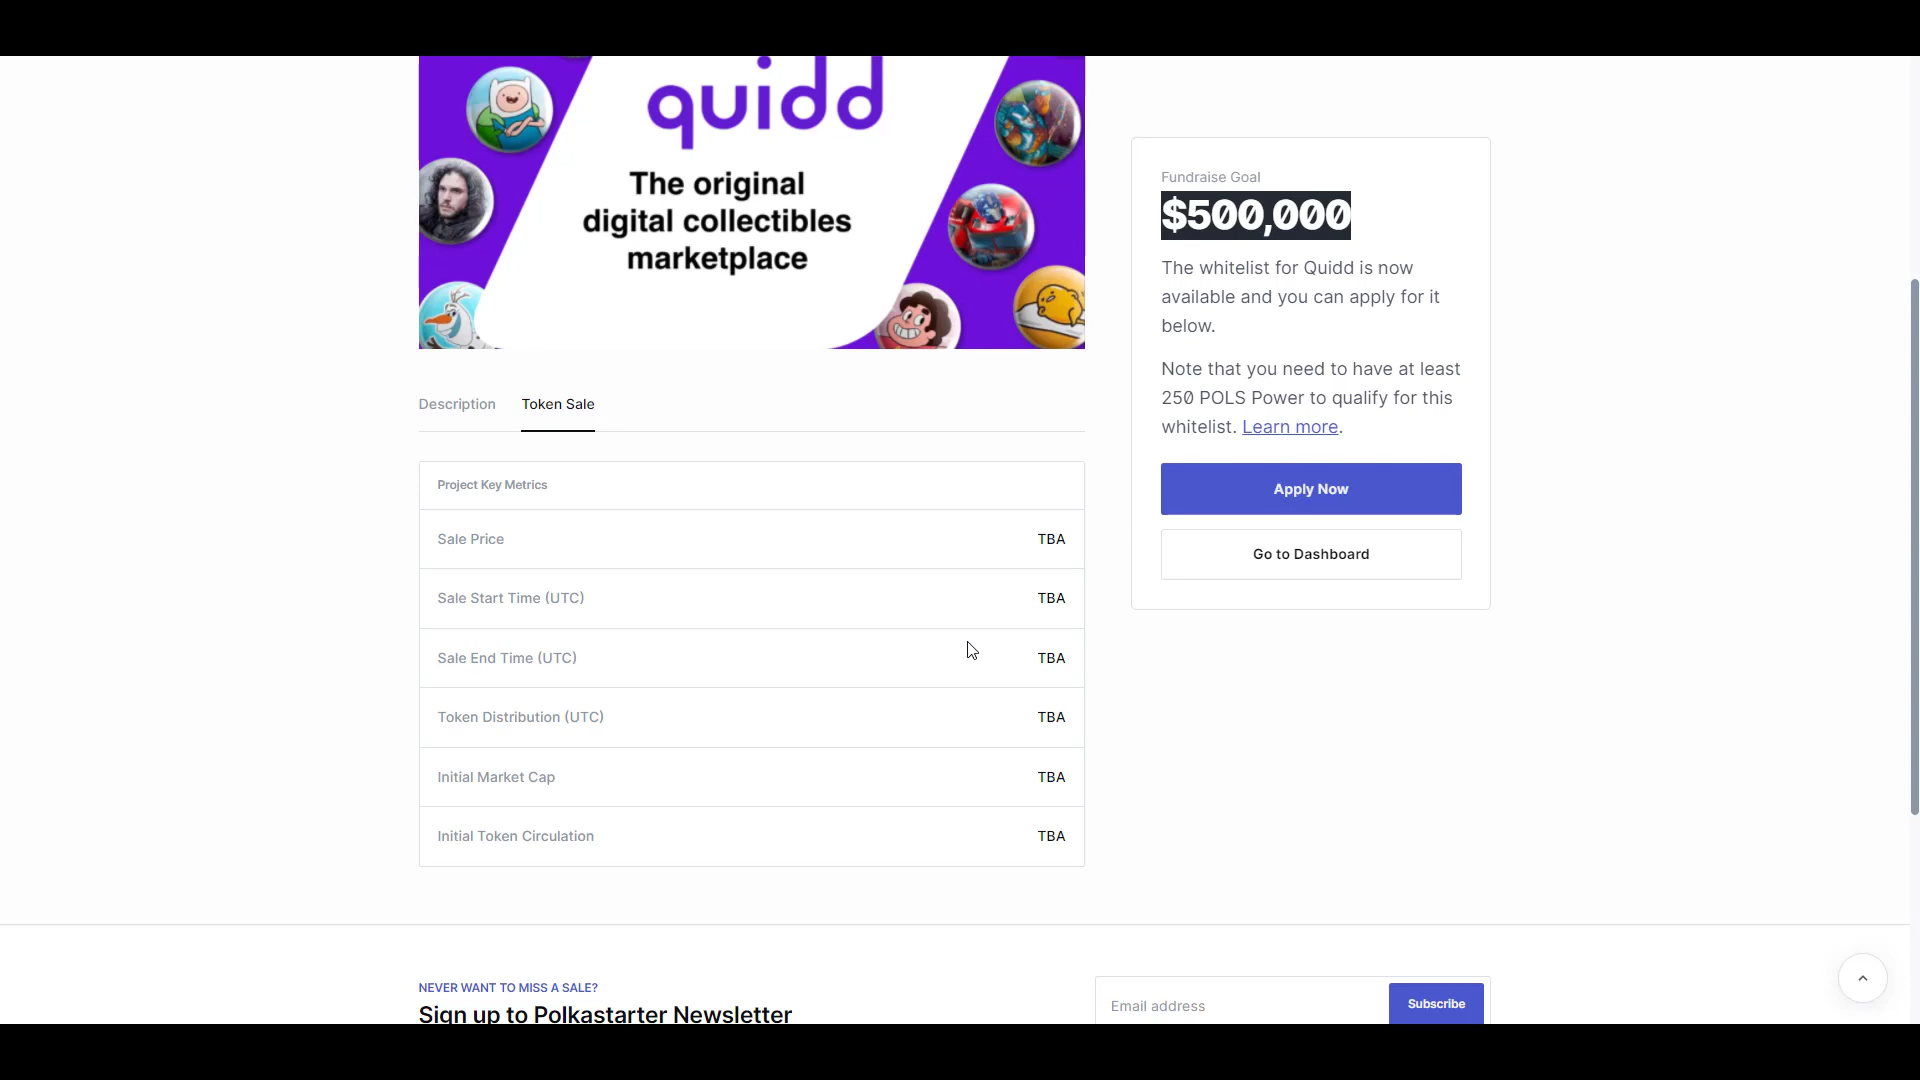 quidd
The original
digital collectibles
marketplace
Fundraise Goal
$500,000
The whitelist for Quidd is now
available and you can apply for it
below.
Note that you need to have at least
250 POLS Power to qualify for this
whitelist. Learn more.
Apply Now
Go to Dashboard
Description Token Sale
Project Key Metrics
Sale Price TBA
Sale Start Time (UTC) TBA
Sale End Time (UTC) TBA
Token Distribution (UTC) TBA
Initial Market Cap TBA
Initial Token Circulation TBA
NEVER WANT TO MISS A SALE?
Sign up to Polkastarter Newsletter
Email address
Subscribe